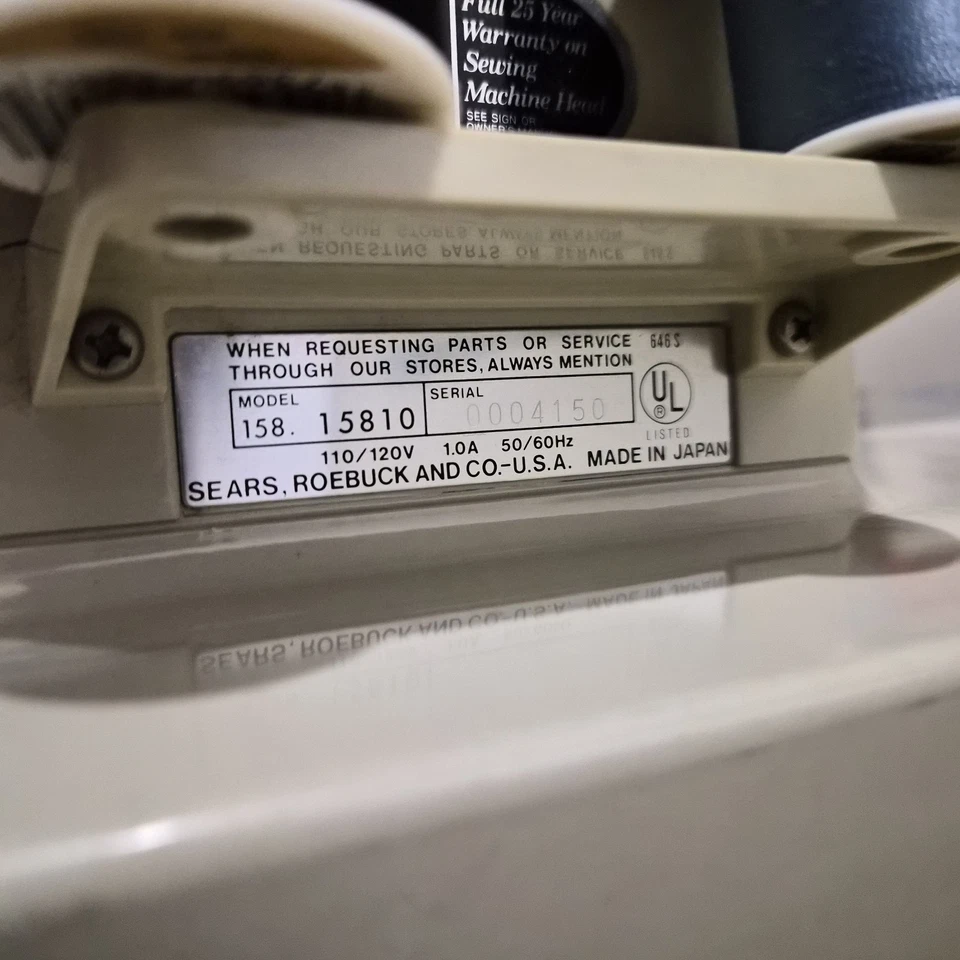 Full 25 Year
Warranty on
Sewing
Machine Head
SEE SIGN OR
WHEN REQUESTING PARTS OR SERVICE 646 S
THROUGH OUR STORES, ALWAYS MENTION
MODEL
158. 15810
SERIAL
0004150
UL
®
LISTED
110/120V 1.0A 50/60Hz
SEARS, ROEBUCK AND CO.-U.S.A. MADE IN JAPAN